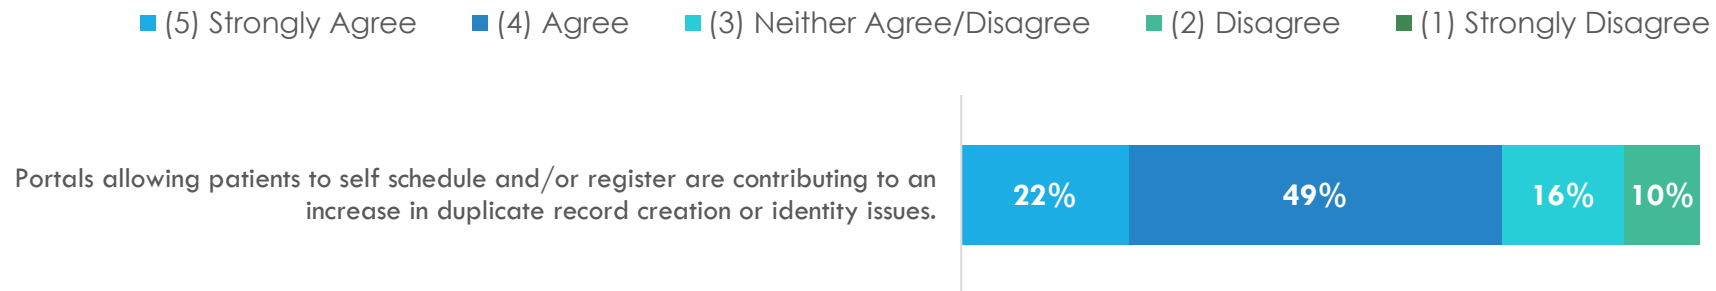 (5) Strongly Agree (4) Agree (3) Neither Agree/Disagree (2) Disagree (1) Strongly Disagree
Portals allowing patients to self schedule and/or register are contributing to an
increase in duplicate record creation or identity issues.
22% 49% 16% 10%